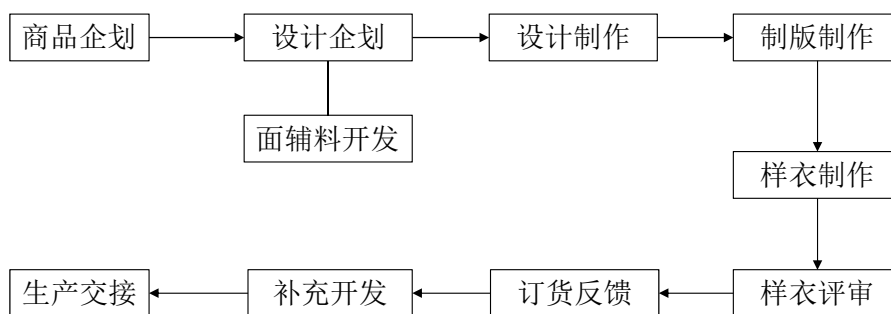 商品企划
设计企划
设计制作
制版制作
面辅料开发
样衣制作
生产交接
补充开发
订货反馈
样衣评审